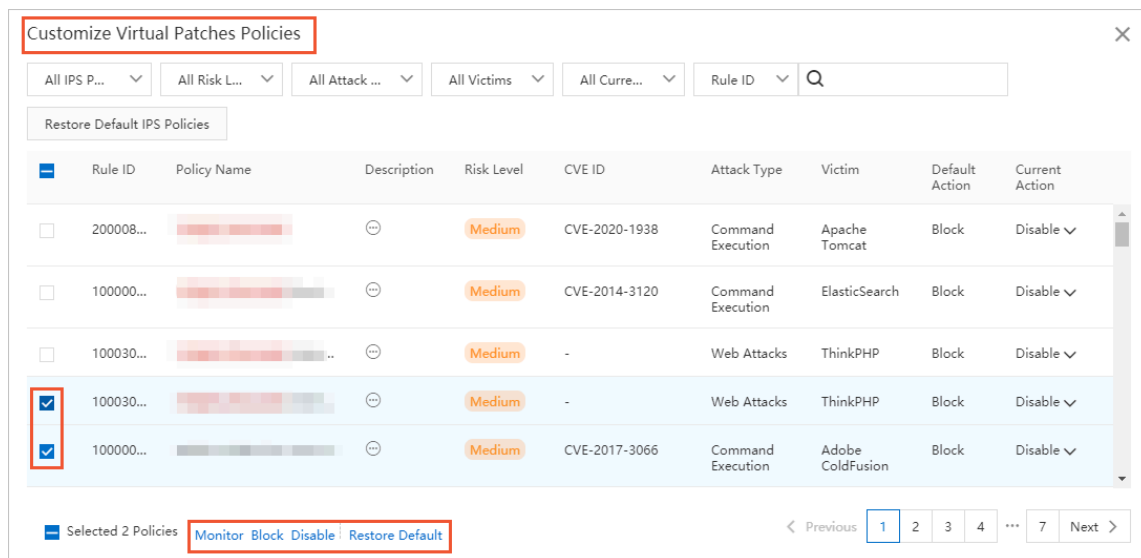 Customize Virtual Patches Policies
All IPS P... All Risk L... All Attack ... All Victims All Curre... Rule ID
Restore Default IPS Policies
Rule ID Policy Name Description Risk Level CVE ID Attack Type Victim Default Action Current Action
200008... Medium CVE-2020-1938 Command Execution Apache Tomcat Block Disable
100000... Medium CVE-2014-3120 Command Execution ElasticSearch Block Disable
100030... .. Medium - Web Attacks ThinkPHP Block Disable
100030... Medium - Web Attacks ThinkPHP Block Disable
100000... Medium CVE-2017-3066 Command Execution Adobe ColdFusion Block Disable
Selected 2 Policies Monitor Block Disable Restore Default Previous 1 2 3 4 ... 7 Next